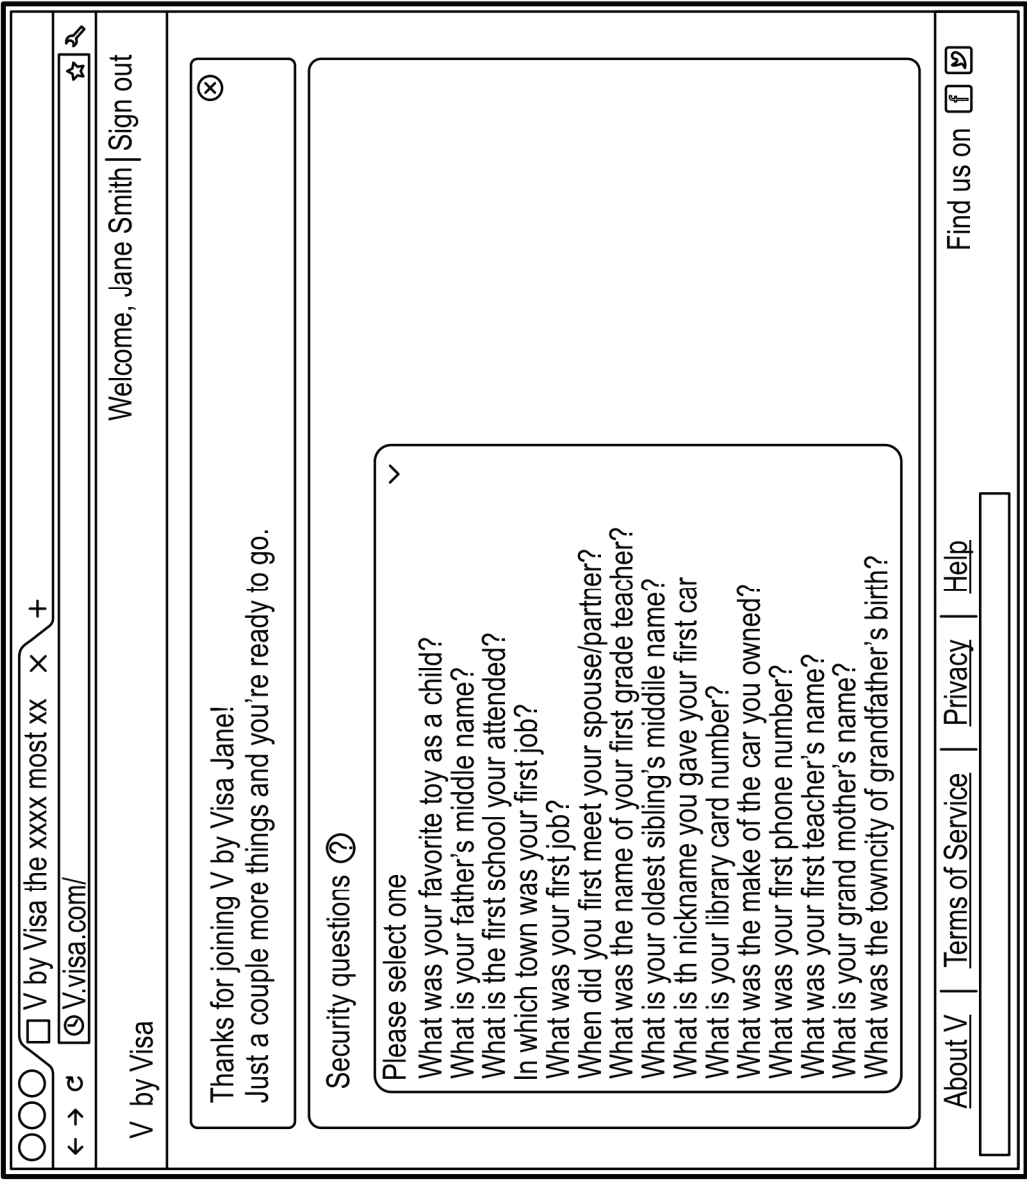 V by Visa the xxxx most xx
V.visa.com/
V by Visa
Welcome, Jane Smith | Sign out
Thanks for joining V by Visa Jane!
Just a couple more things and you're ready to go.
Security questions ?
Please select one
What was your favorite toy as a child?
What is your father's middle name?
What is the first school your attended?
In which town was your first job?
What was your first job?
When did you first meet your spouse/partner?
What was the name of your first grade teacher?
What is your oldest sibling's middle name?
What is th nickname you gave your first car
What is your library card number?
What was the make of the car you owned?
What was your first phone number?
What was your first teacher's name?
What is your grand mother's name?
What was the towncity of grandfather's birth?
About V | Terms of Service | Privacy | Help
Find us on f